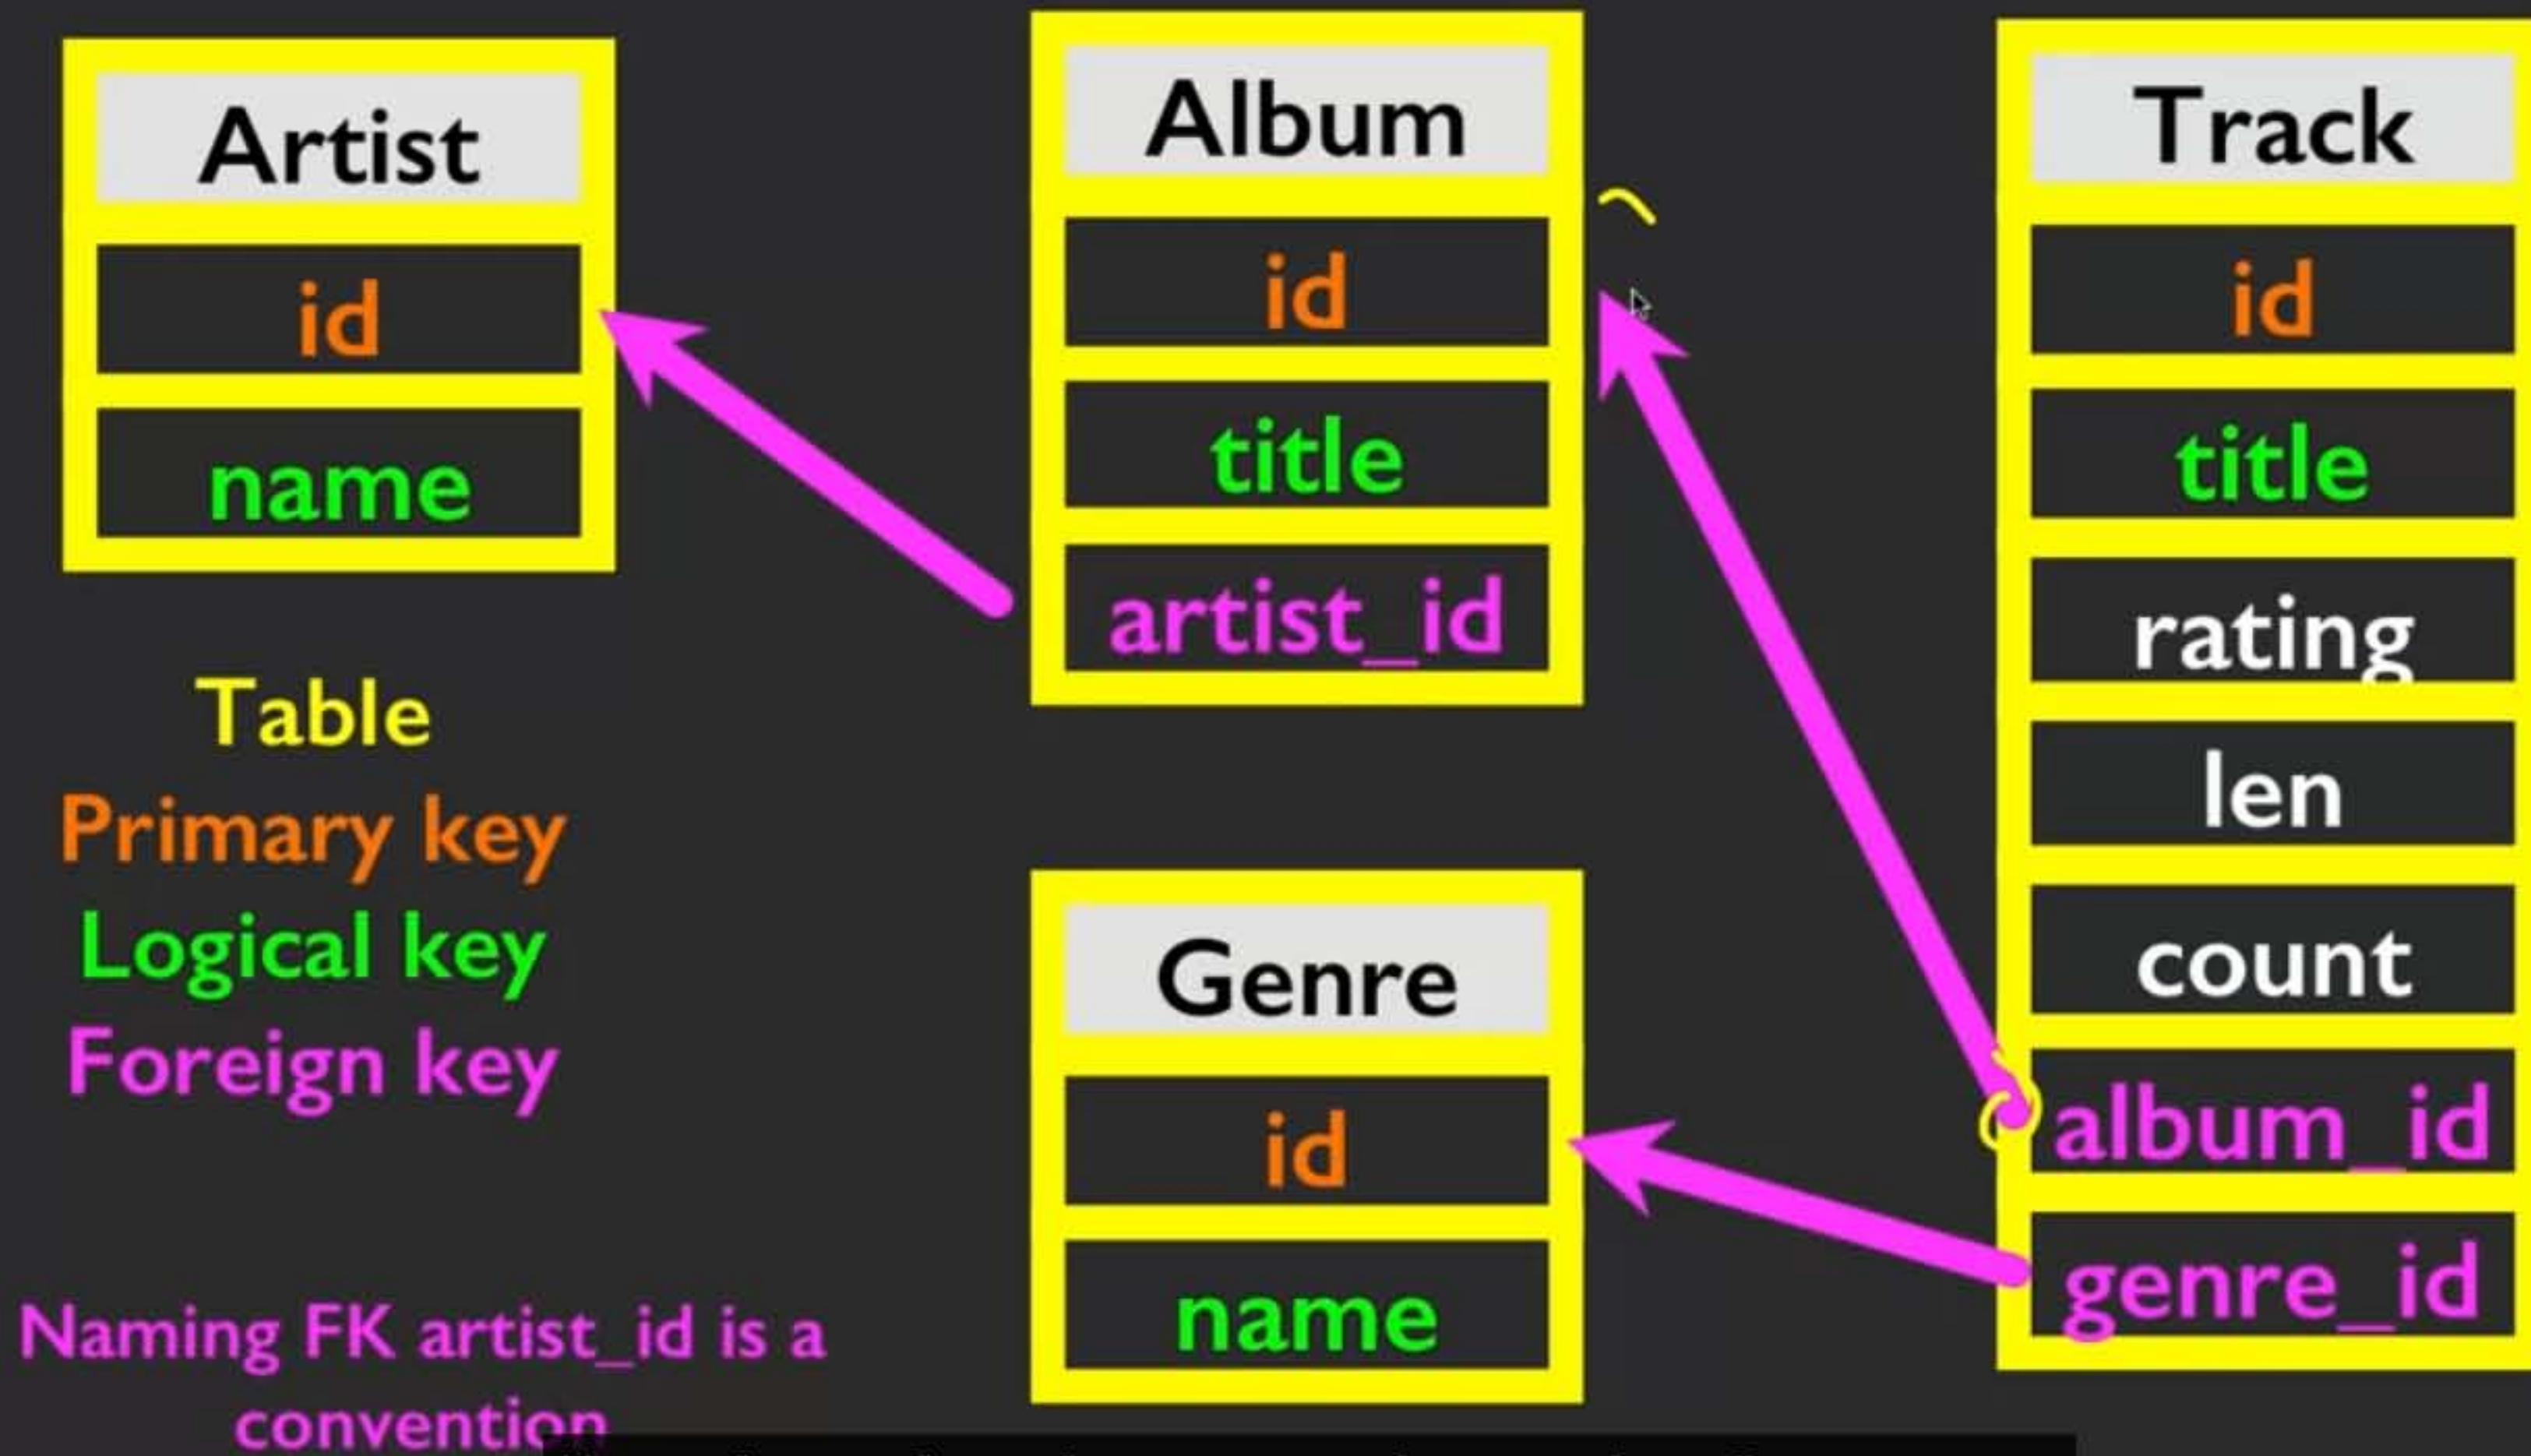 Artist
id
name
Album
id
title
artist_id
Track
id
title
rating
len
count
album_id
genre_id
Genre
id
name
Table
Primary key
Logical key
Foreign key
Naming FK artist_id is a
convention